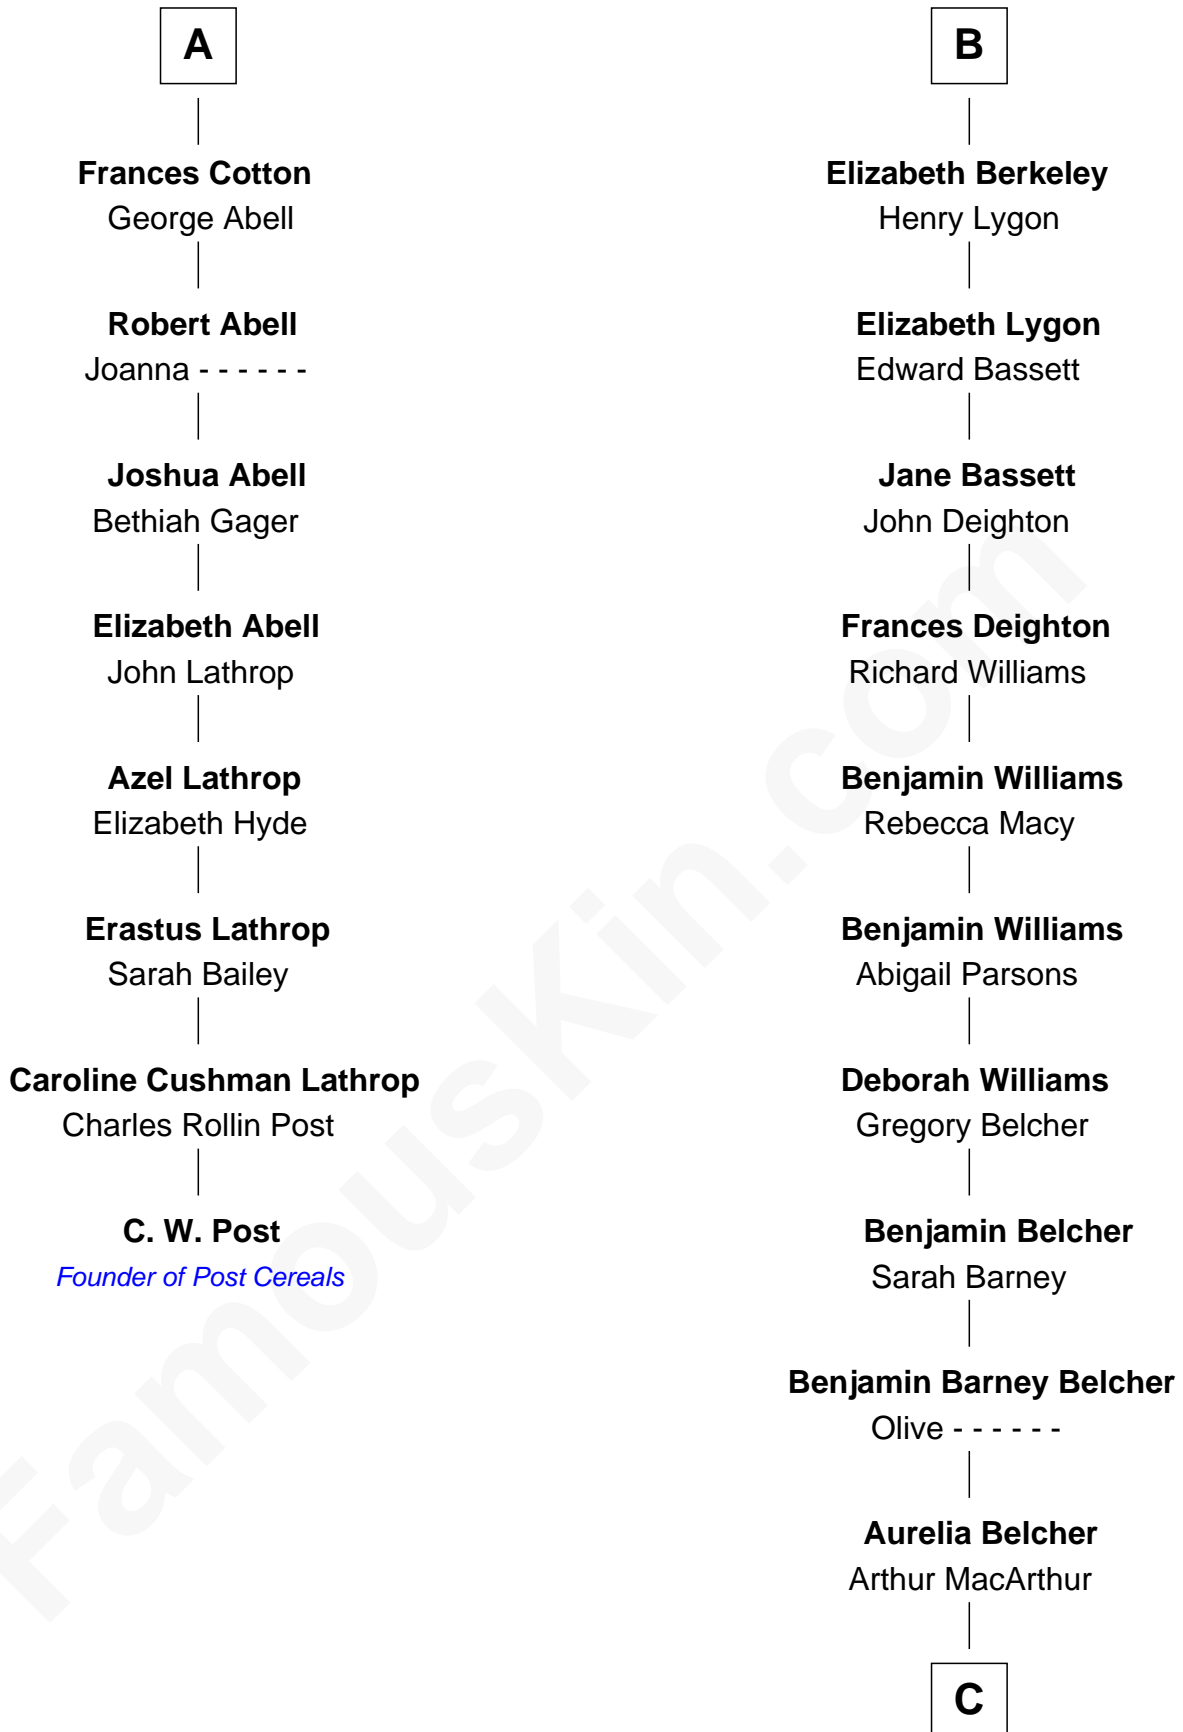 A
Frances Cotton
George Abell
Robert Abell
Joanna - - - - - -
Joshua Abell
Bethiah Gager
Elizabeth Abell
John Lathrop
Azel Lathrop
Elizabeth Hyde
Erastus Lathrop
Sarah Bailey
Caroline Cushman Lathrop
Charles Rollin Post
C. W. Post
Founder of Post Cereals
B
Elizabeth Berkeley
Henry Lygon
Elizabeth Lygon
Edward Bassett
Jane Bassett
John Deighton
Frances Deighton
Richard Williams
Benjamin Williams
Rebecca Macy
Benjamin Williams
Abigail Parsons
Deborah Williams
Gregory Belcher
Benjamin Belcher
Sarah Barney
Benjamin Barney Belcher
Olive - - - - - -
Aurelia Belcher
Arthur MacArthur
C
FamousKin.com